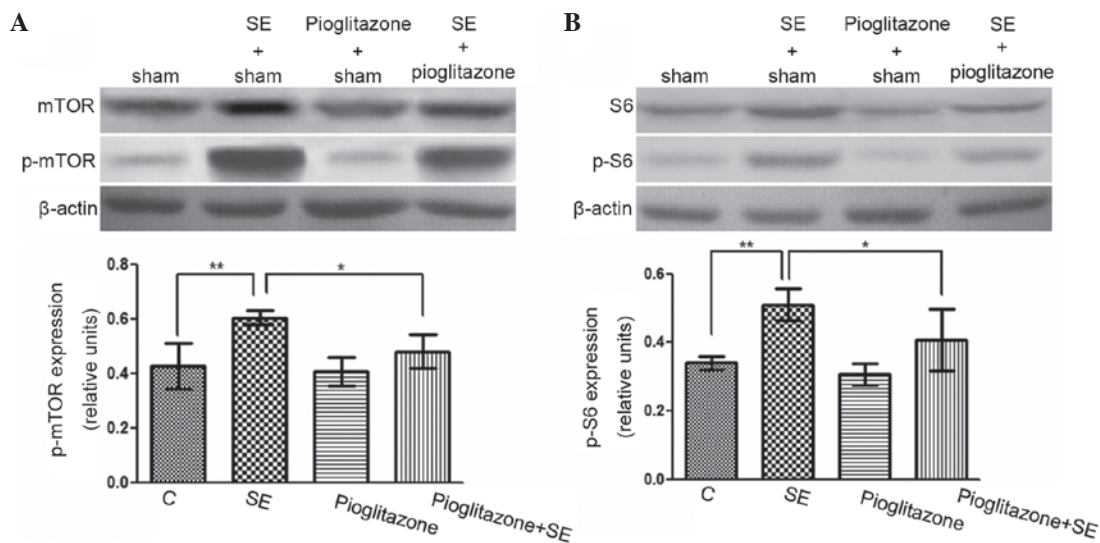 A
SE Pioglitazone SE
+ + +
sham sham sham pioglitazone
mTOR
p-mTOR
β-actin
**
*
0.8
0.6
0.4
0.2
0.0
p-mTOR expression
(relative units)
C
SE
Pioglitazone
Pioglitazone+SE
B
SE Pioglitazone SE
+ + +
sham sham sham pioglitazone
S6
p-S6
β-actin
**
*
0.6
0.4
0.2
0.0
p-S6 expression
(relative units)
C
SE
Pioglitazone
Pioglitazone+SE